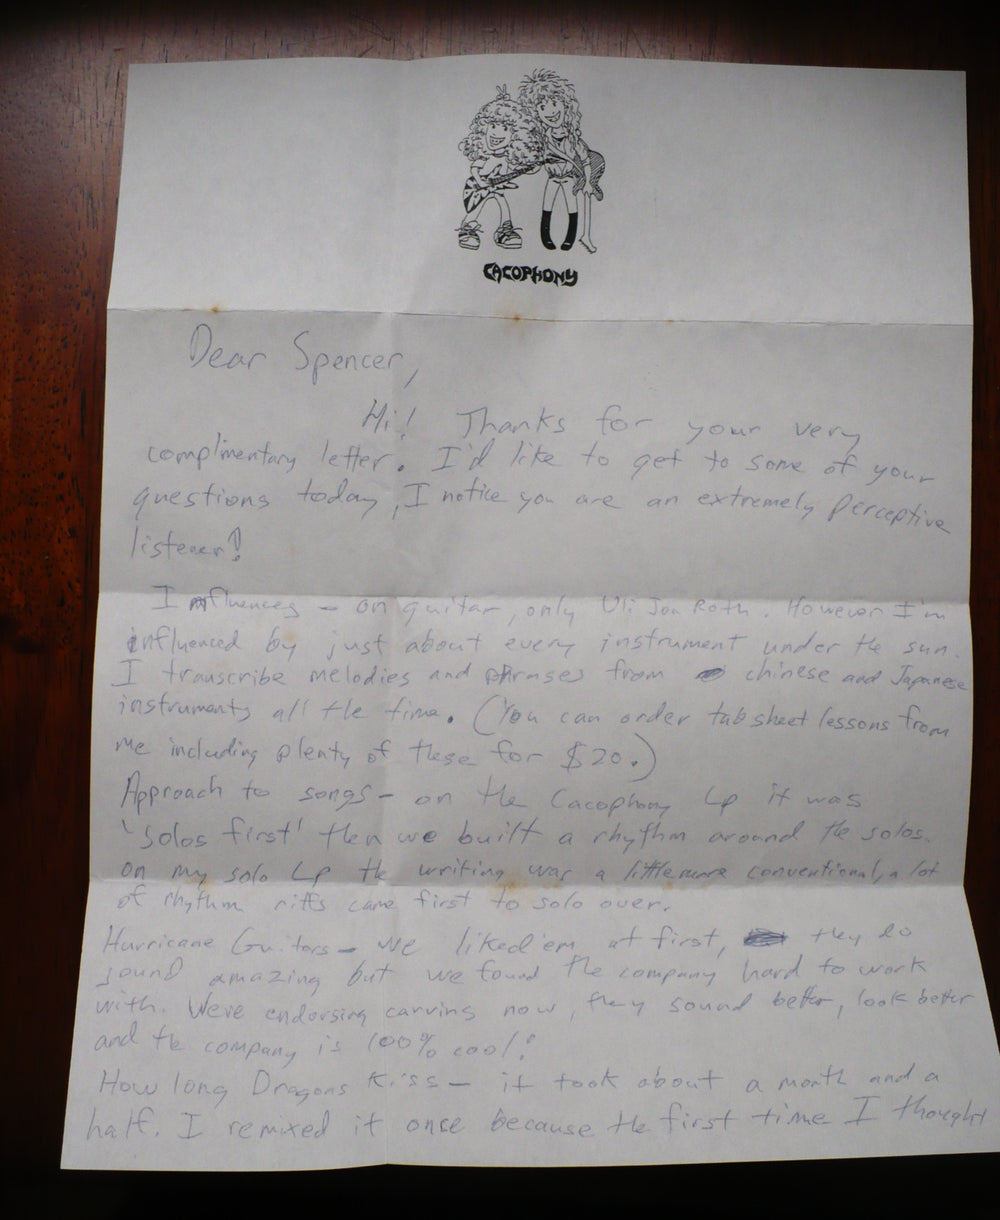 CACOPHONY
Dear Spencer,
Hi! Thanks for your very
complimentary letter. I'd like to get to some of your
questions today, I notice you are an extremely perceptive
listener!
Influences - on guitar, only Uli Jon Roth. However I'm
influenced by just about every instrument under the sun.
I transcribe melodies and phrases from chinese and Japanese
instruments all the time. (You can order tab sheet lessons from
me including plenty of these for $20.)
Approach to songs - on the Cacophony Lp it was
'solos first' then we built a rhythm around the solos.
on my solo Lp the writing was a little more conventional, a lot
of rhythm riffs came first to solo over.
Hurricane Guitars - we liked 'em at first, they do
sound amazing but we found the company hard to work
with. We're endorsing carvins now, they sound better, look better
and the company is 100% cool!
How long Dragons Kiss - it took about a month and a
half. I remixed it once because the first time I thought